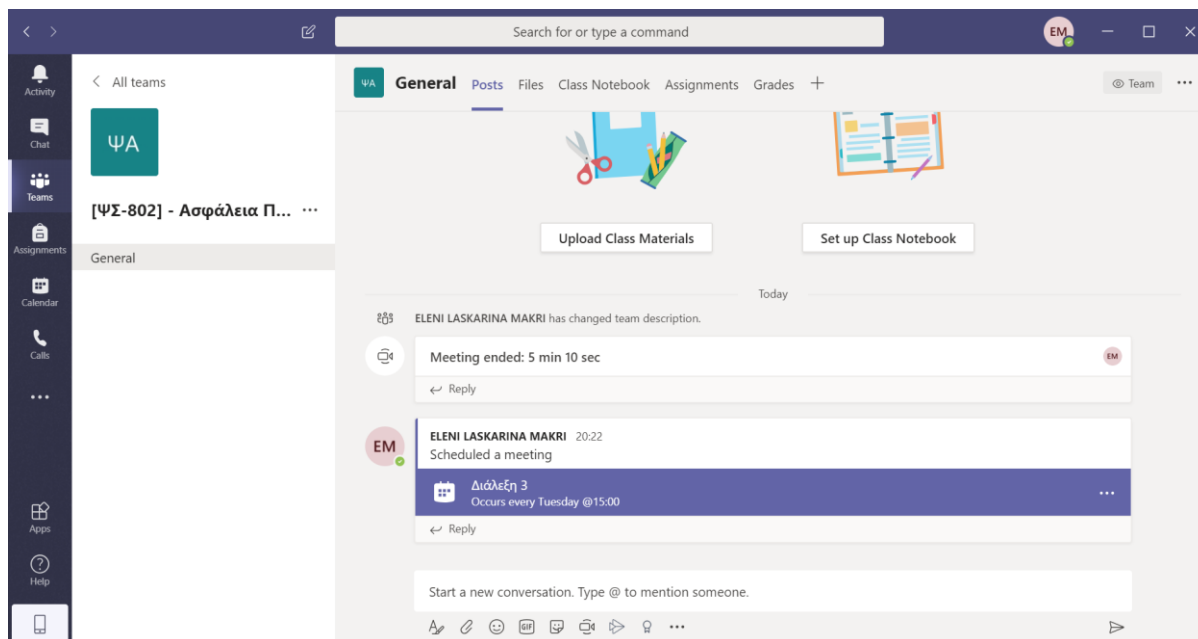 Search for or type a command
EM
Activity
Chat
Teams
Assignments
Calendar
Calls
Apps
Help
All teams
ΨΑ
[ΨΣ-802] - Ασφάλεια Π... ...
General
ΨΑ
General Posts Files Class Notebook Assignments Grades
Team
Upload Class Materials
Set up Class Notebook
Today
ELENI LASKARINA MAKRI has changed team description.
Meeting ended: 5 min 10 sec
EM
Reply
EM
ELENI LASKARINA MAKRI 20:22
Scheduled a meeting
Διάλεξη 3
Occurs every Tuesday @15:00
Reply
Start a new conversation. Type @ to mention someone.
GIF